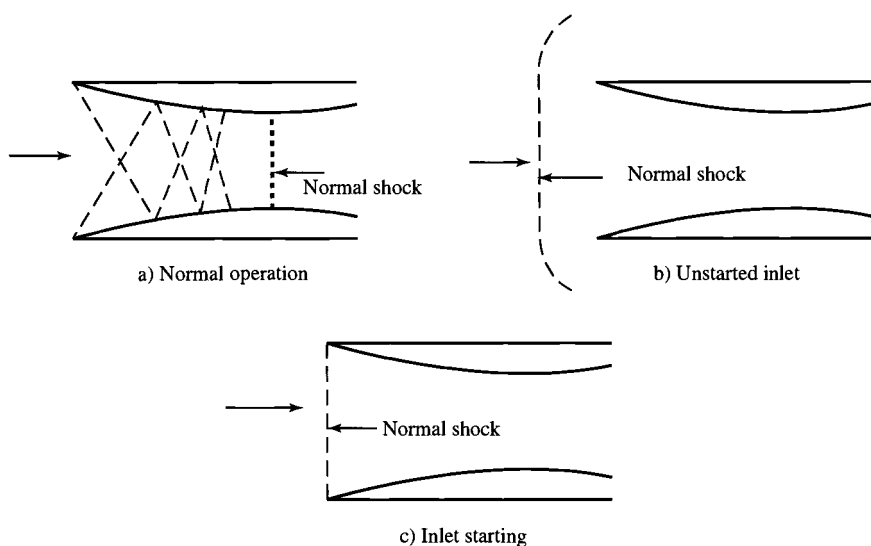 Normal shock
a) Normal operation
Normal shock
b) Unstarted inlet
Normal shock
c) Inlet starting